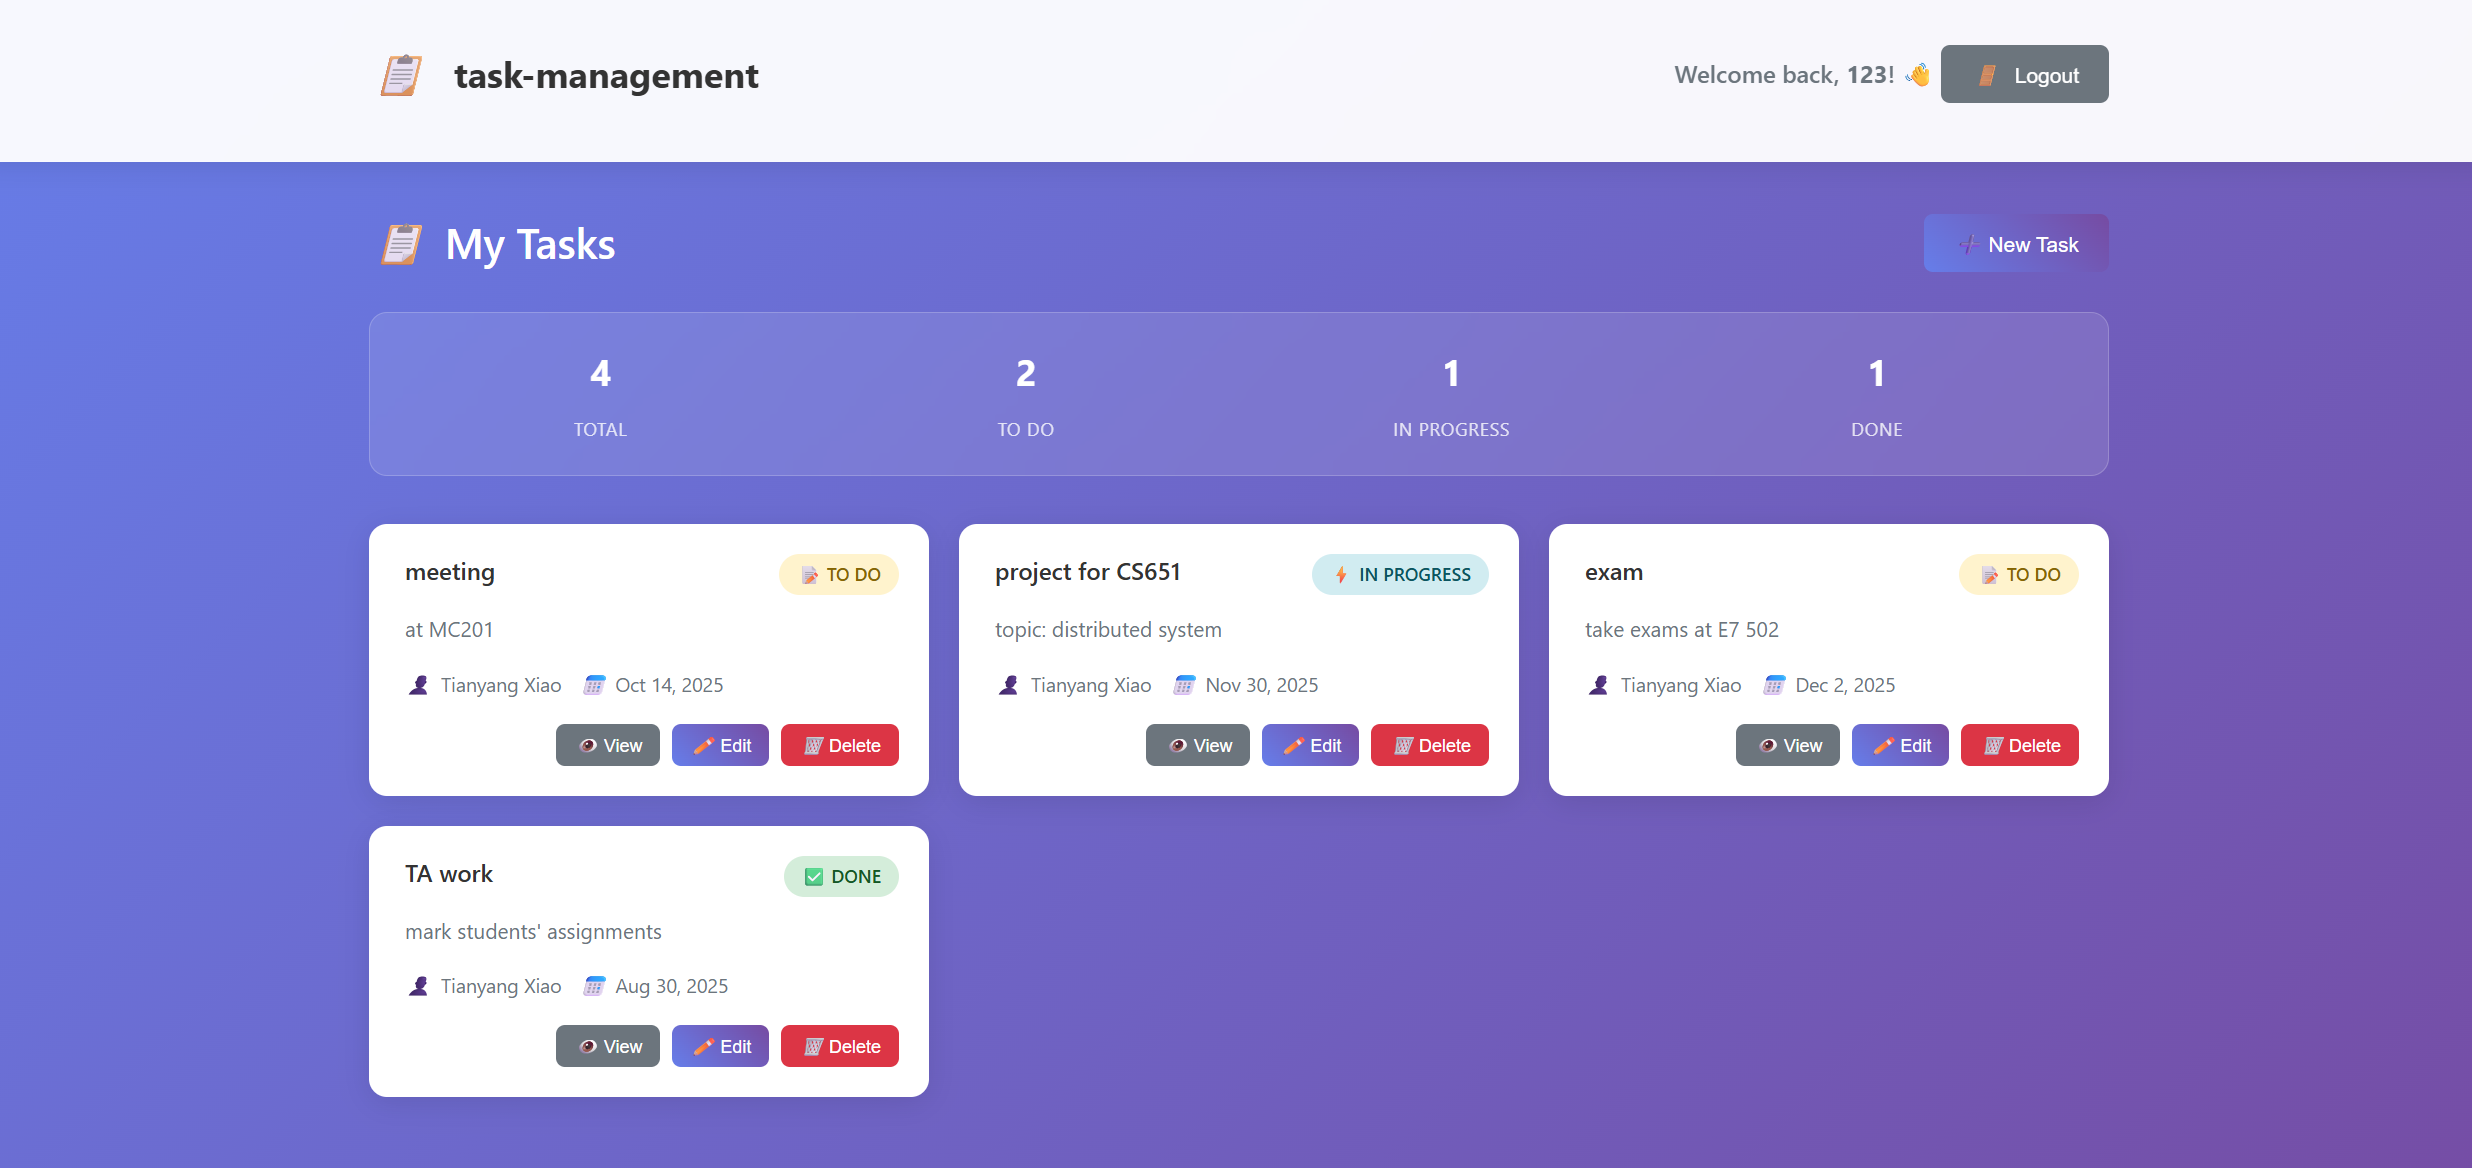 task-management
Welcome back, 123!
Logout
My Tasks
New Task
4
TOTAL
2
TO DO
1
IN PROGRESS
1
DONE
meeting
TO DO
at MC201
Tianyang Xiao
Oct 14, 2025
View
Edit
Delete
project for CS651
IN PROGRESS
topic: distributed system
Tianyang Xiao
Nov 30, 2025
View
Edit
Delete
exam
TO DO
take exams at E7 502
Tianyang Xiao
Dec 2, 2025
View
Edit
Delete
TA work
DONE
mark students' assignments
Tianyang Xiao
Aug 30, 2025
View
Edit
Delete